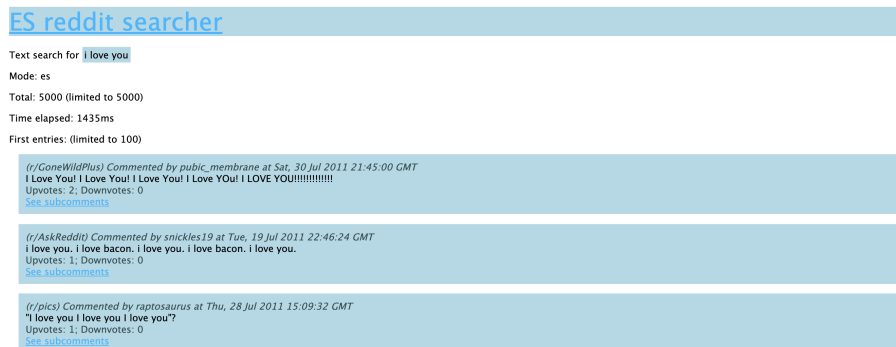 ES reddit searcher
Text search for i love you
Mode: es
Total: 5000 (limited to 5000)
Time elapsed: 1435ms
First entries: (limited to 100)
(r/GoneWildPlus) Commented by pubic_membrane at Sat, 30 Jul 2011 21:45:00 GMT
I Love You! I Love You! I Love You! I Love YOu! I LOVE YOU!!!!!!!!!!!!!
Upvotes: 2; Downvotes: 0
See subcomments
(r/AskReddit) Commented by snickles19 at Tue, 19 Jul 2011 22:46:24 GMT
i love you. i love bacon. i love you. i love bacon. i love you.
Upvotes: 1; Downvotes: 0
See subcomments
(r/pics) Commented by raptosaurus at Thu, 28 Jul 2011 15:09:32 GMT
"I love you I love you I love you"?
Upvotes: 1; Downvotes: 0
See subcomments